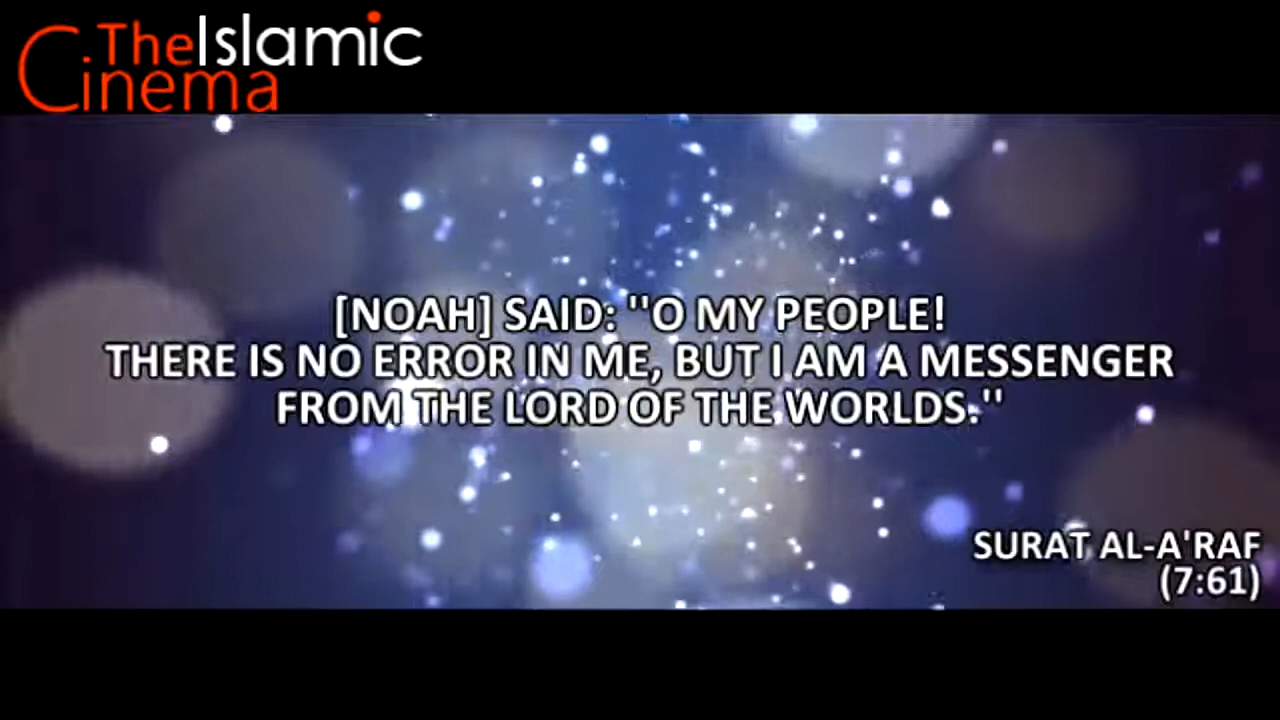 TheIslamic
Cinema
[NOAH] SAID: ''O MY PEOPLE!
THERE IS NO ERROR IN ME, BUT I AM A MESSENGER
FROM THE LORD OF THE WORLDS.''
SURAT AL-A'RAF
(7:61)